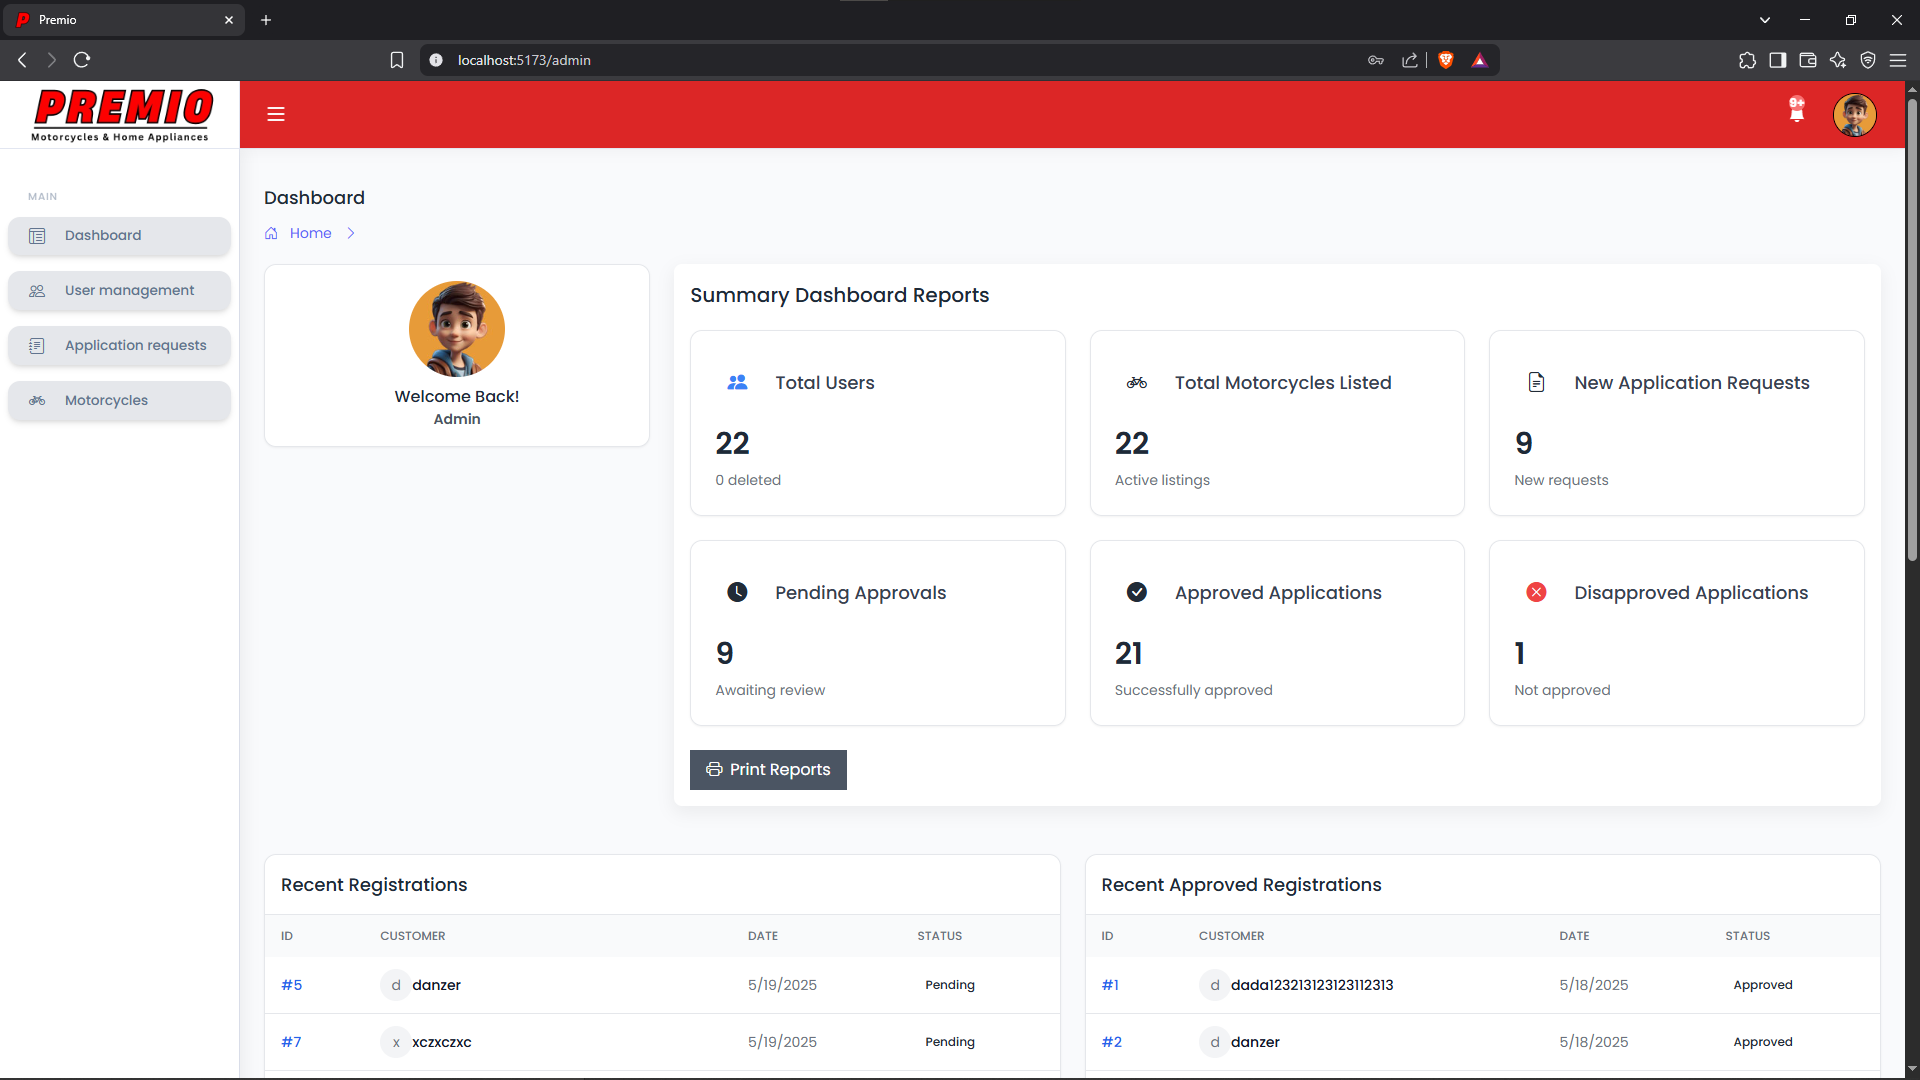 Premio
localhost:5173/admin
PREMIO
Motorcycles & Home Appliances
9+
MAIN
Dashboard
User management
Application requests
Motorcycles
Dashboard
Home
Welcome Back!
Admin
Summary Dashboard Reports
Total Users
22
0 deleted
Total Motorcycles Listed
22
Active listings
New Application Requests
9
New requests
Pending Approvals
9
Awaiting review
Approved Applications
21
Successfully approved
Disapproved Applications
1
Not approved
Print Reports
Recent Registrations
ID CUSTOMER DATE STATUS
#5 d danzer 5/19/2025 Pending
#7 x xczxczxc 5/19/2025 Pending
Recent Approved Registrations
ID CUSTOMER DATE STATUS
#1 d dada123213123123112313 5/18/2025 Approved
#2 d danzer 5/18/2025 Approved